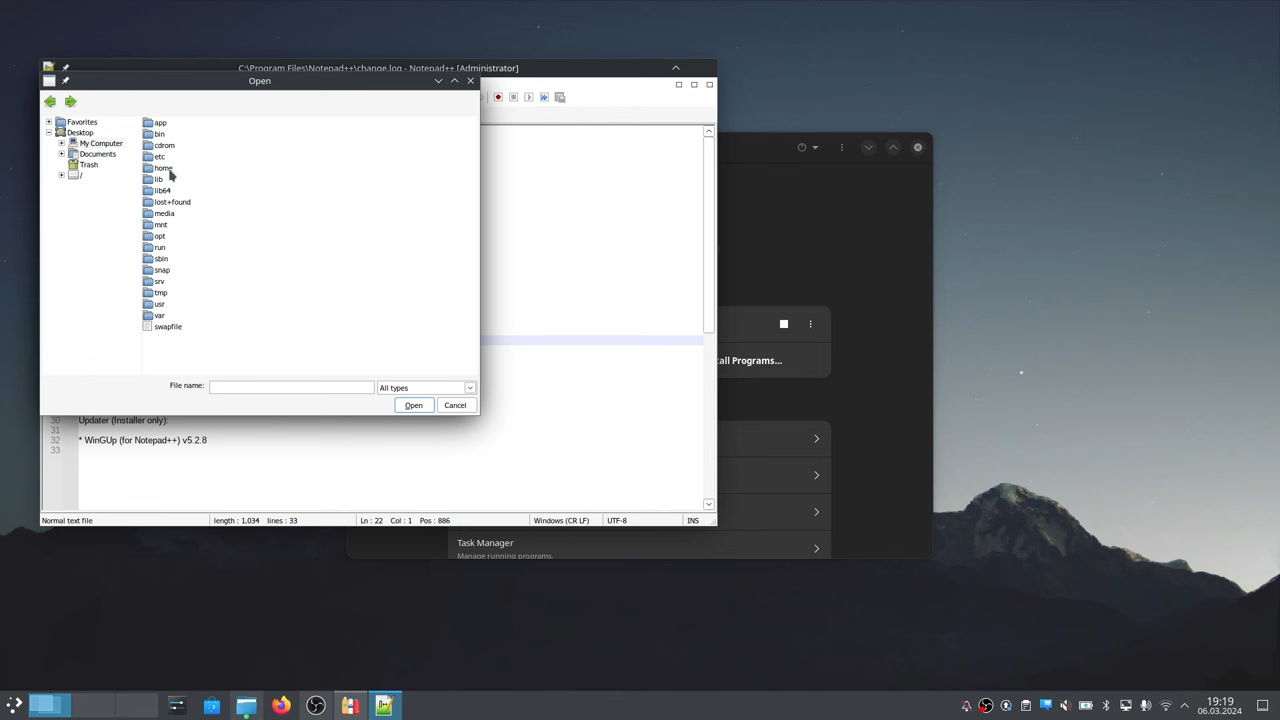 C:\Program Files\Notepad++\change.log - Notepad++ [Administrator]
Open
Favorites
Desktop
My Computer
Documents
Trash
/
app
bin
cdrom
etc
home
lib
lib64
lost+found
media
mnt
opt
run
sbin
snap
srv
tmp
usr
var
swapfile
File name:
All types
Open
Cancel
30 Updater (Installer only):
31
32 * WinGUp (for Notepad++) v5.2.8
33
Normal text file
length : 1,034 lines : 33
Ln : 22 Col : 1 Pos : 886
Windows (CR LF)
UTF-8
INS
all Programs...
Task Manager
Manage running programs.
19:19
06.03.2024